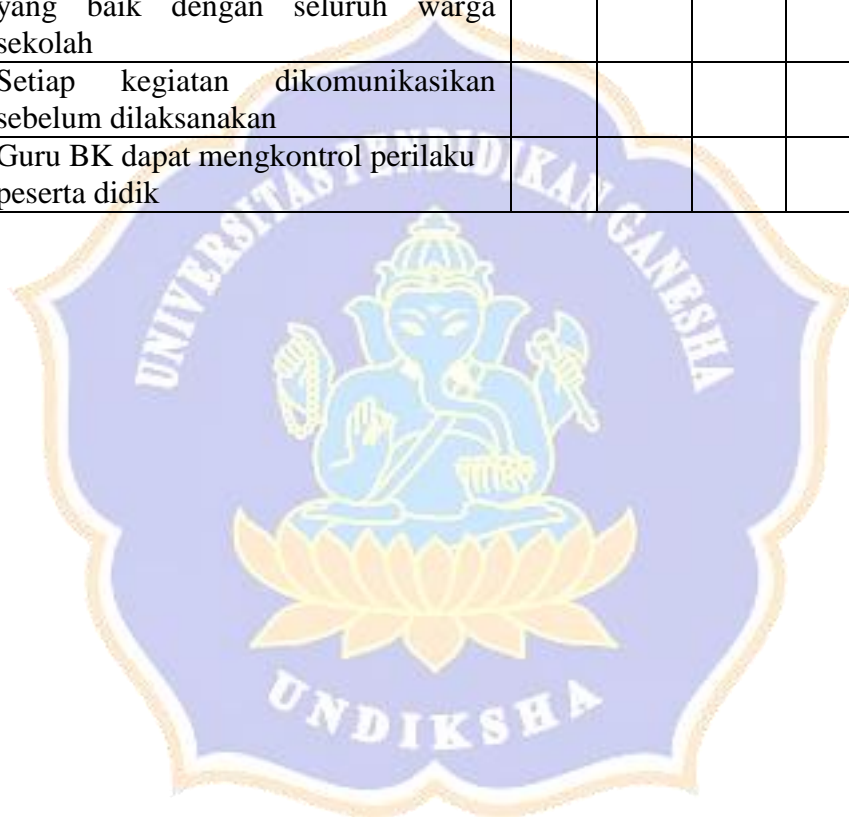 yang baik dengan seluruh warga
sekolah
Setiap kegiatan dikomunikasikan
sebelum dilaksanakan
Guru BK dapat mengkontrol perilaku
peserta didik
UNIVERSITAS PENDIDIKAN GANESHA
UNDIKSHA